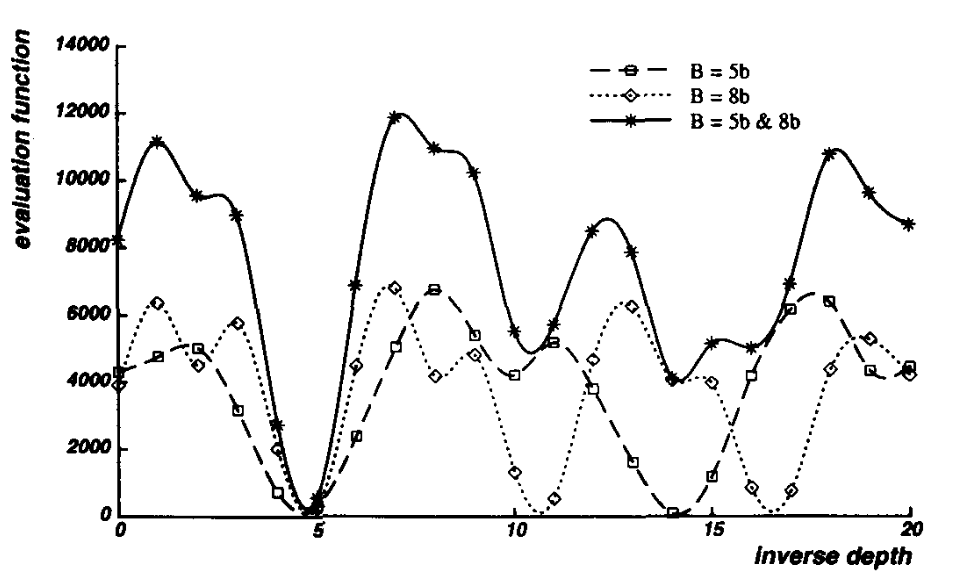 evaluation function
14000
12000
10000
8000
6000
4000
2000
0
B = 5b
B = 8b
B = 5b & 8b
0 5 10 15 20
inverse depth